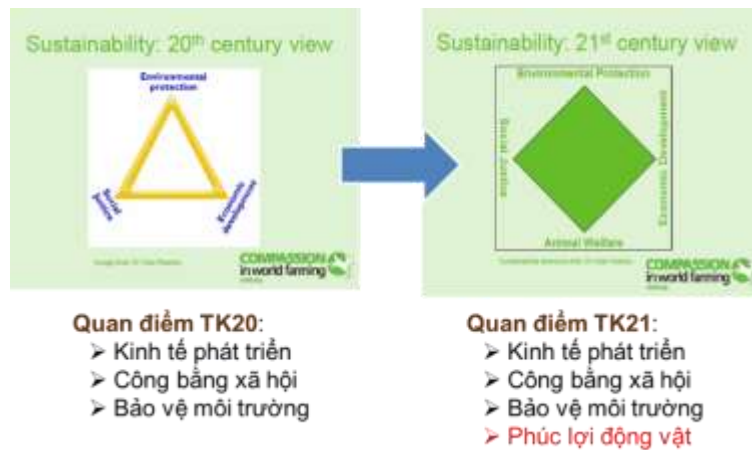 Sustainability: 20th century view
Environmental
protection
Social
justice
Economic
development
COMPASSION
in world farming
Sustainability: 21st century view
Environmental Protection
Social Justice
Economic Development
Animal Welfare
COMPASSION
in world farming
Quan điểm TK20:
➢ Kinh tế phát triển
➢ Công bằng xã hội
➢ Bảo vệ môi trường
Quan điểm TK21:
➢ Kinh tế phát triển
➢ Công bằng xã hội
➢ Bảo vệ môi trường
➢ Phúc lợi động vật